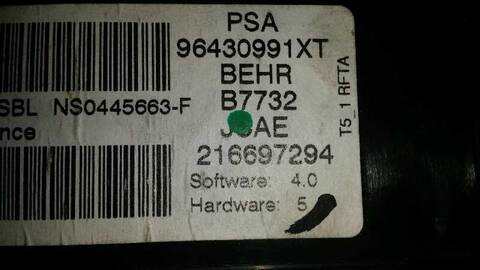 PSA
96430991XT
BEHR
SBL NS0445663-F
B7732
nce
216697294
Software: 4.0
Hardware: 5
T5_1 RFTA